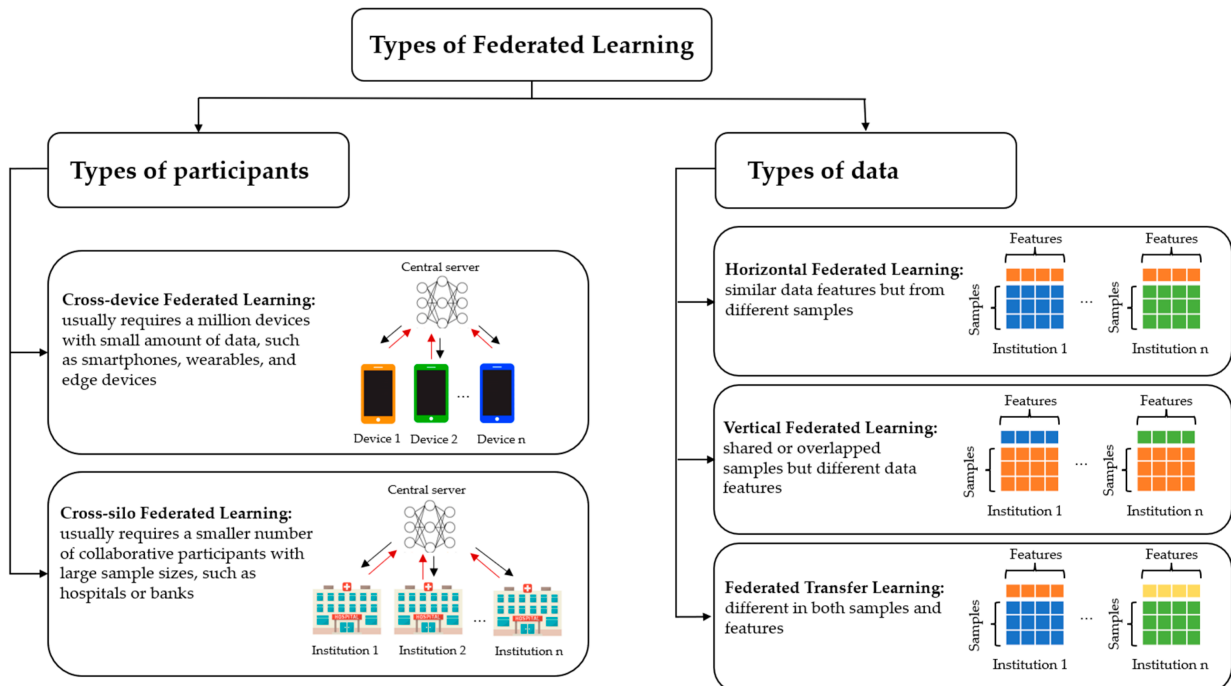 Types of Federated Learning
Types of participants
Cross-device Federated Learning:
usually requires a million devices
with small amount of data, such
as smartphones, wearables, and
edge devices
Central server
...
Device 1
Device 2
Device n
Cross-silo Federated Learning:
usually requires a smaller number
of collaborative participants with
large sample sizes, such as
hospitals or banks
Central server
HOSPITAL
HOSPITAL
HOSPITAL
...
Institution 1
Institution 2
Institution n
Types of data
Horizontal Federated Learning:
similar data features but from
different samples
Features
Features
Samples
...
Samples
Institution 1
Institution n
Vertical Federated Learning:
shared or overlapped
samples but different data
features
Features
Features
Samples
...
Samples
Institution 1
Institution n
Federated Transfer Learning:
different in both samples and
features
Features
Features
Samples
...
Samples
Institution 1
Institution n